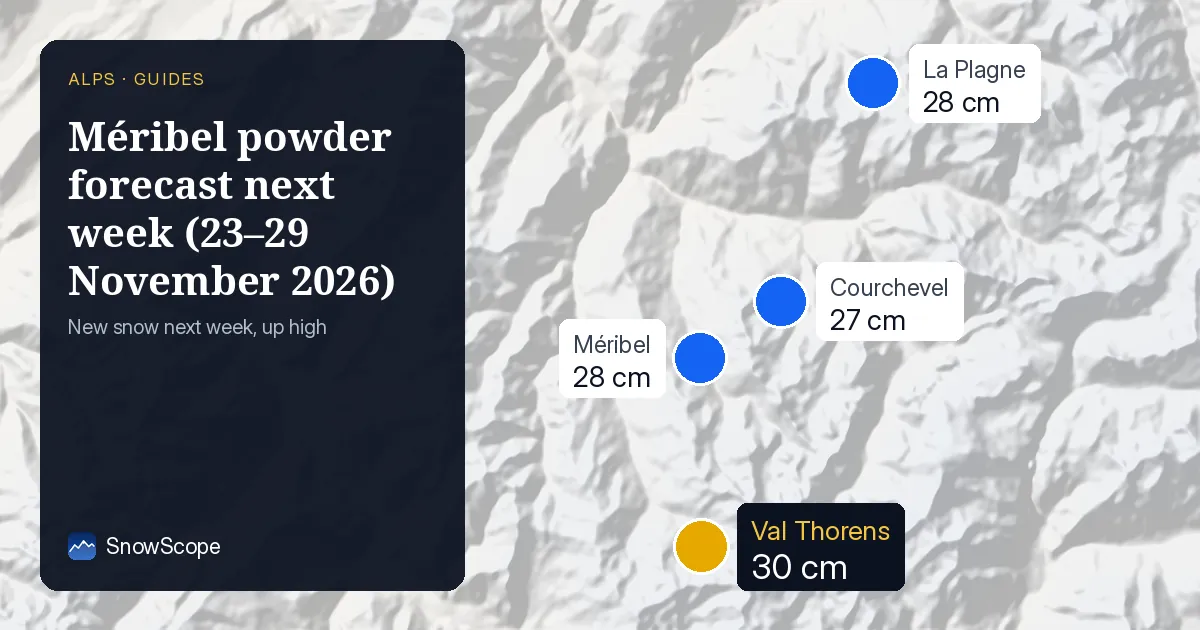 ALPS · GUIDES
Méribel powder
forecast next
week (23–29
November 2026)
New snow next week, up high
SnowScope
La Plagne
28 cm
Courchevel
27 cm
Méribel
28 cm
Val Thorens
30 cm